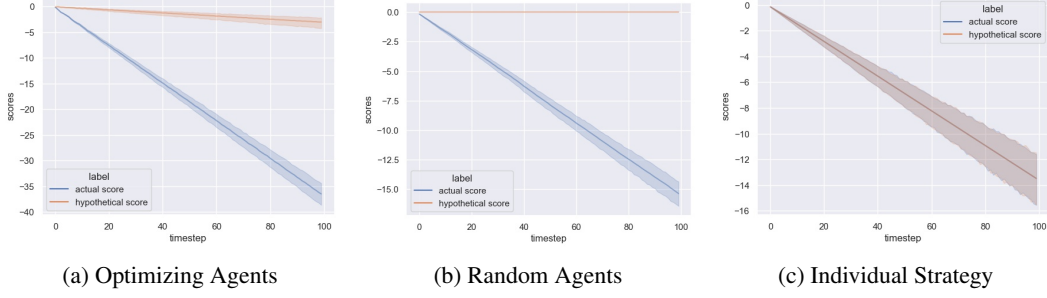 0
−5
−10
−15
−20
−25
−30
−35
−40
scores
label
actual score
hypothetical score
0 20 40 60 80 100
timestep
(a) Optimizing Agents
0.0
−2.5
−5.0
−7.5
−10.0
−12.5
−15.0
scores
label
actual score
hypothetical score
0 20 40 60 80 100
timestep
(b) Random Agents
0
−2
−4
−6
−8
−10
−12
−14
−16
scores
label
actual score
hypothetical score
0 20 40 60 80 100
timestep
(c) Individual Strategy